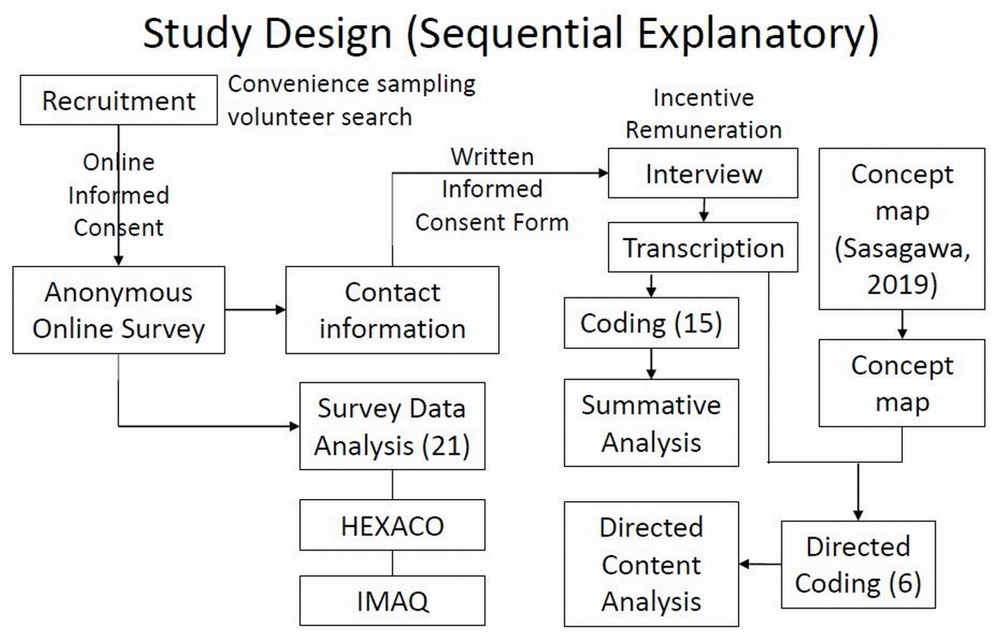 Study Design (Sequential Explanatory)
Recruitment
Convenience sampling
volunteer search
Online
Informed
Consent
Anonymous
Online Survey
Contact
information
Written
Informed
Consent Form
Incentive
Remuneration
Interview
Transcription
Coding (15)
Summative
Analysis
Concept
map
(Sasagawa,
2019)
Concept
map
Survey Data
Analysis (21)
HEXACO
IMAQ
Directed
Coding (6)
Directed
Content
Analysis